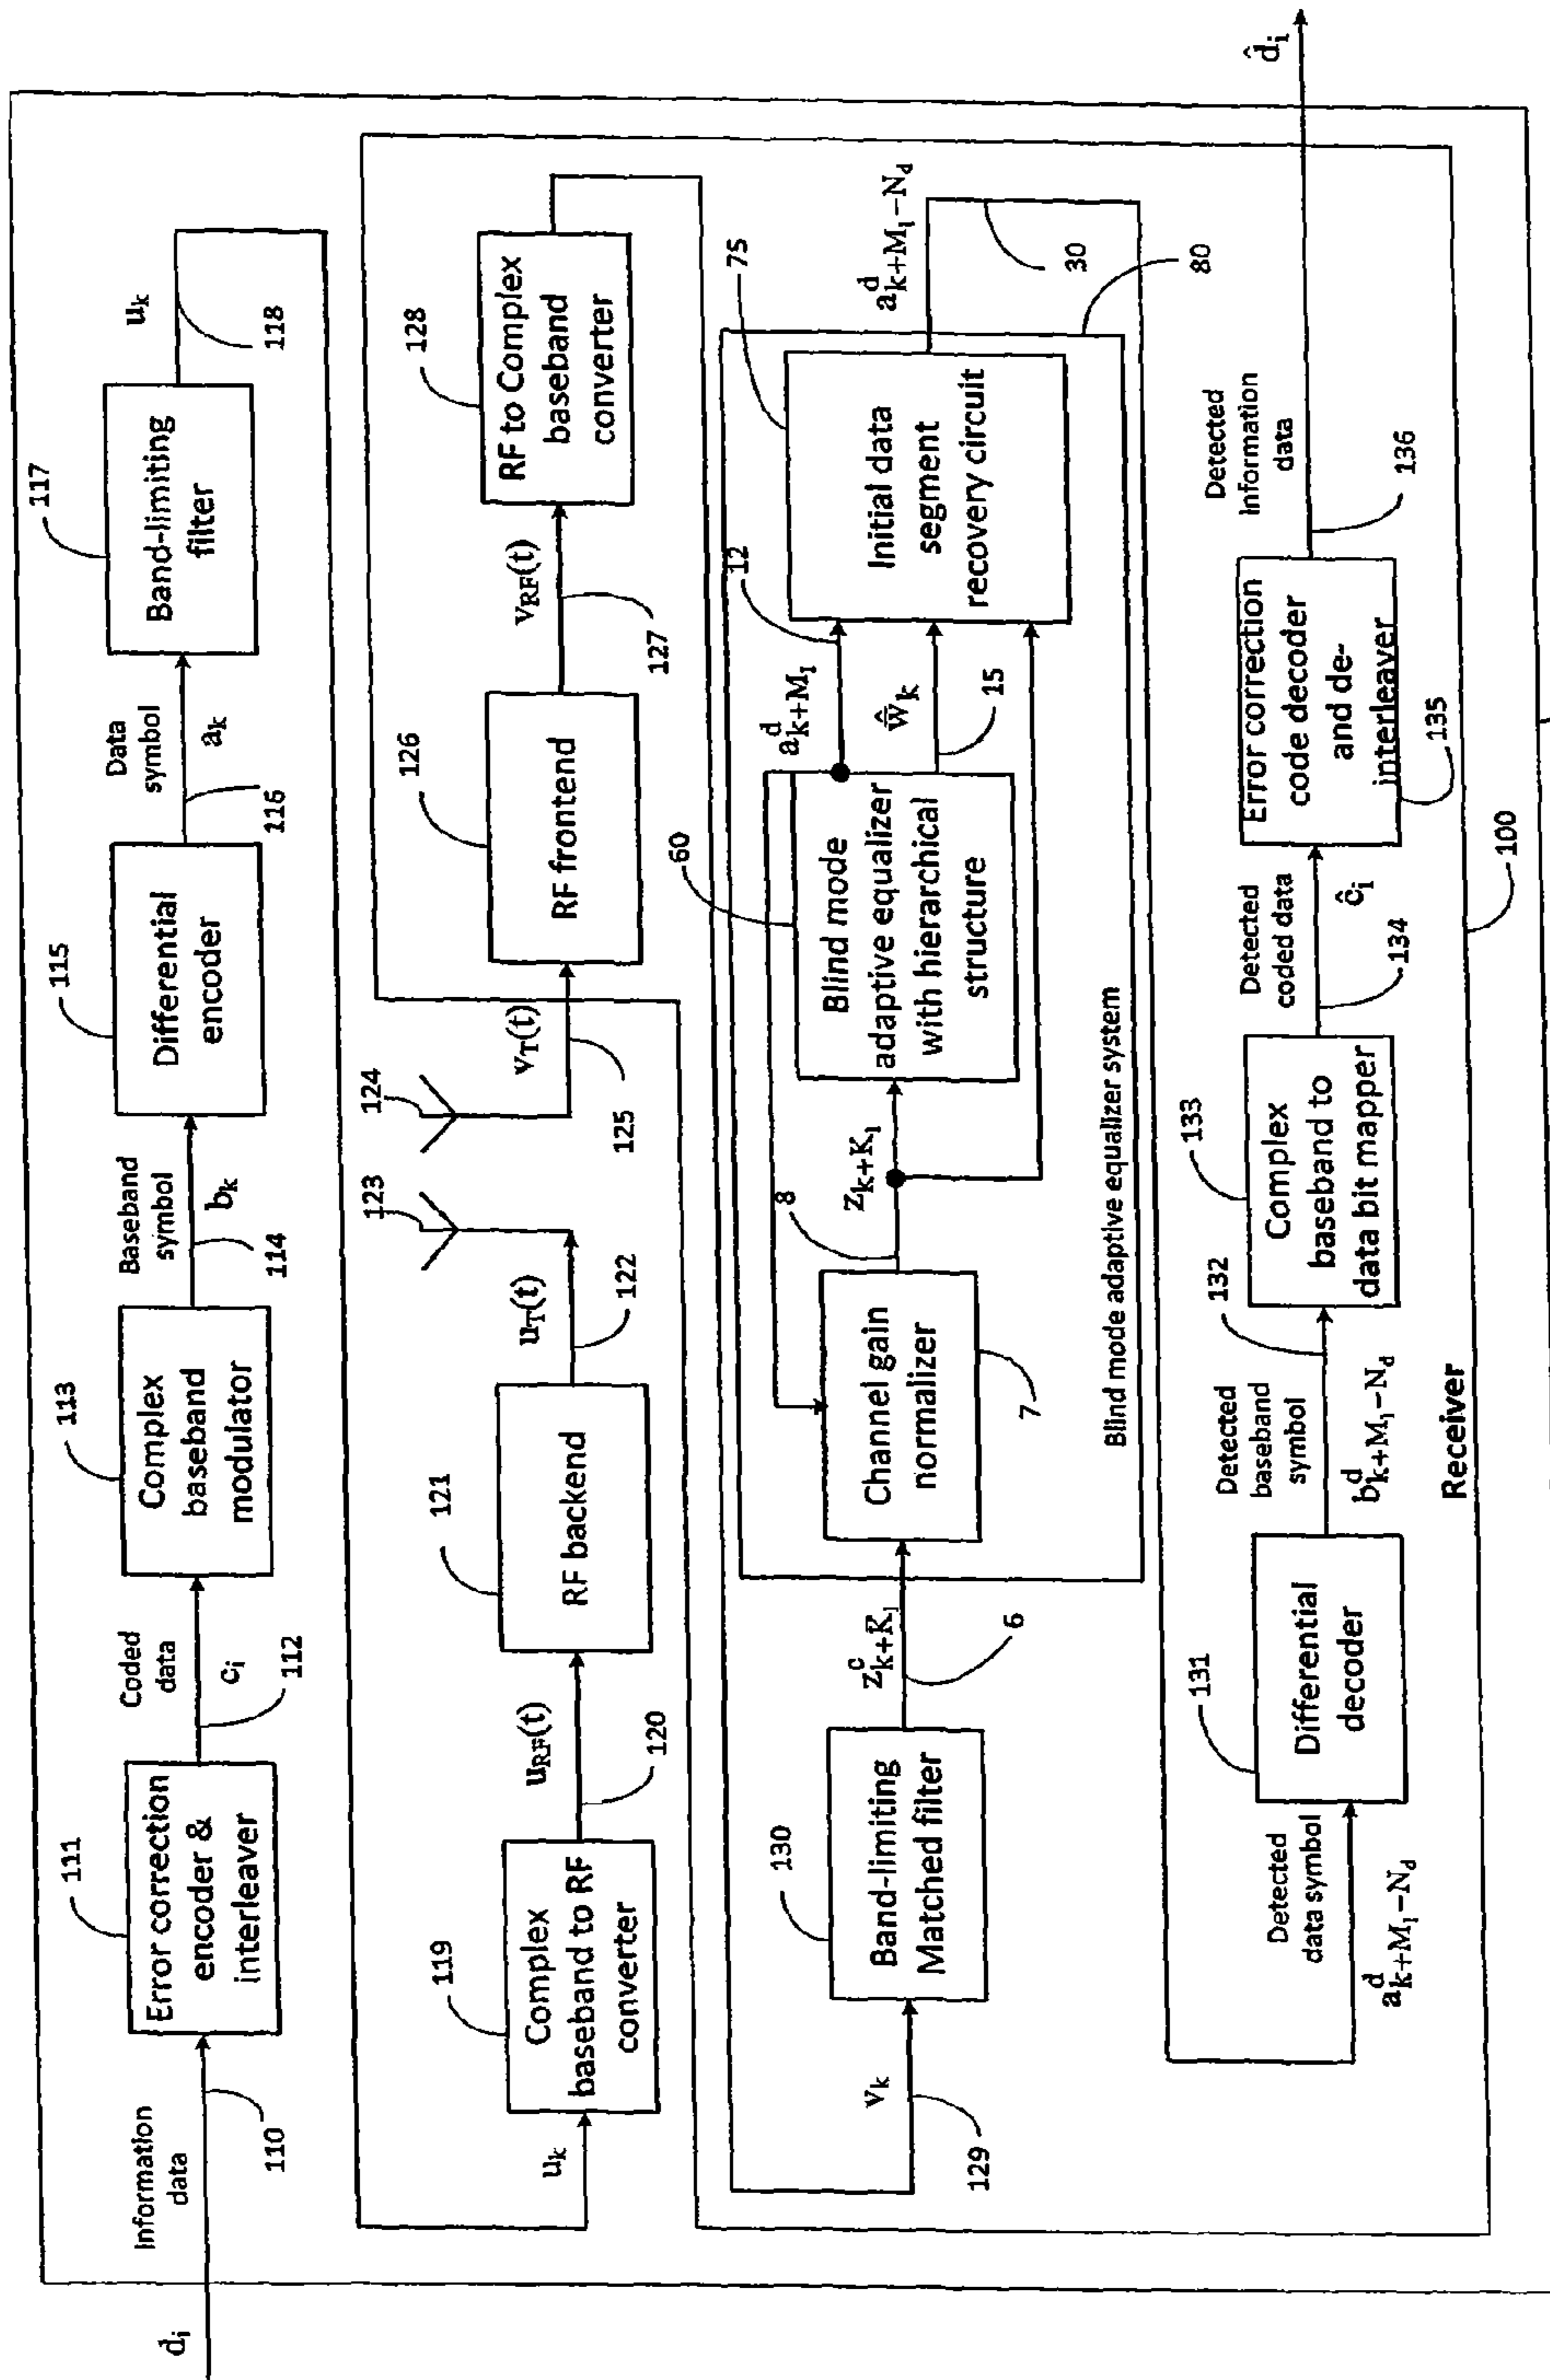 d_i
Information
data
110
111
Error correction
encoder &
interleaver
Coded
data
c_i
112
113
Complex
baseband
modulator
Baseband
symbol
b_k
114
115
Differential
encoder
Data
symbol
a_k
116
117
Band-limiting
filter
u_k
118
u_k
119
Complex
baseband to RF
converter
u_RF(t)
120
121
RF backend
u_T(t)
122
123
124
v_T(t)
125
126
RF frontend
v_RF(t)
127
128
RF to Complex
baseband
converter
v_k
129
130
Band-limiting
Matched filter
z^c_{k+K_1}
6
Channel gain
normalizer
7
8
z_{k+K_1}
60
Blind mode
adaptive equalizer
with hierarchical
structure
a^d_{k+M_1}
12
ŵ̄_k
15
75
Initial data
segment
recovery circuit
a^d_{k+M_1-N_d}
30
80
Blind mode adaptive equalizer system
Detected
data symbol
a^d_{k+M_1-N_d}
131
Differential
decoder
Detected
baseband
symbol
b^d_{k+M_1-N_d}
132
133
Complex
baseband to
data bit mapper
Detected
coded data
ĉ_i
134
Error correction
code decoder
and de-
interleaver
135
Detected
Information
data
136
d̂_i
Receiver
100